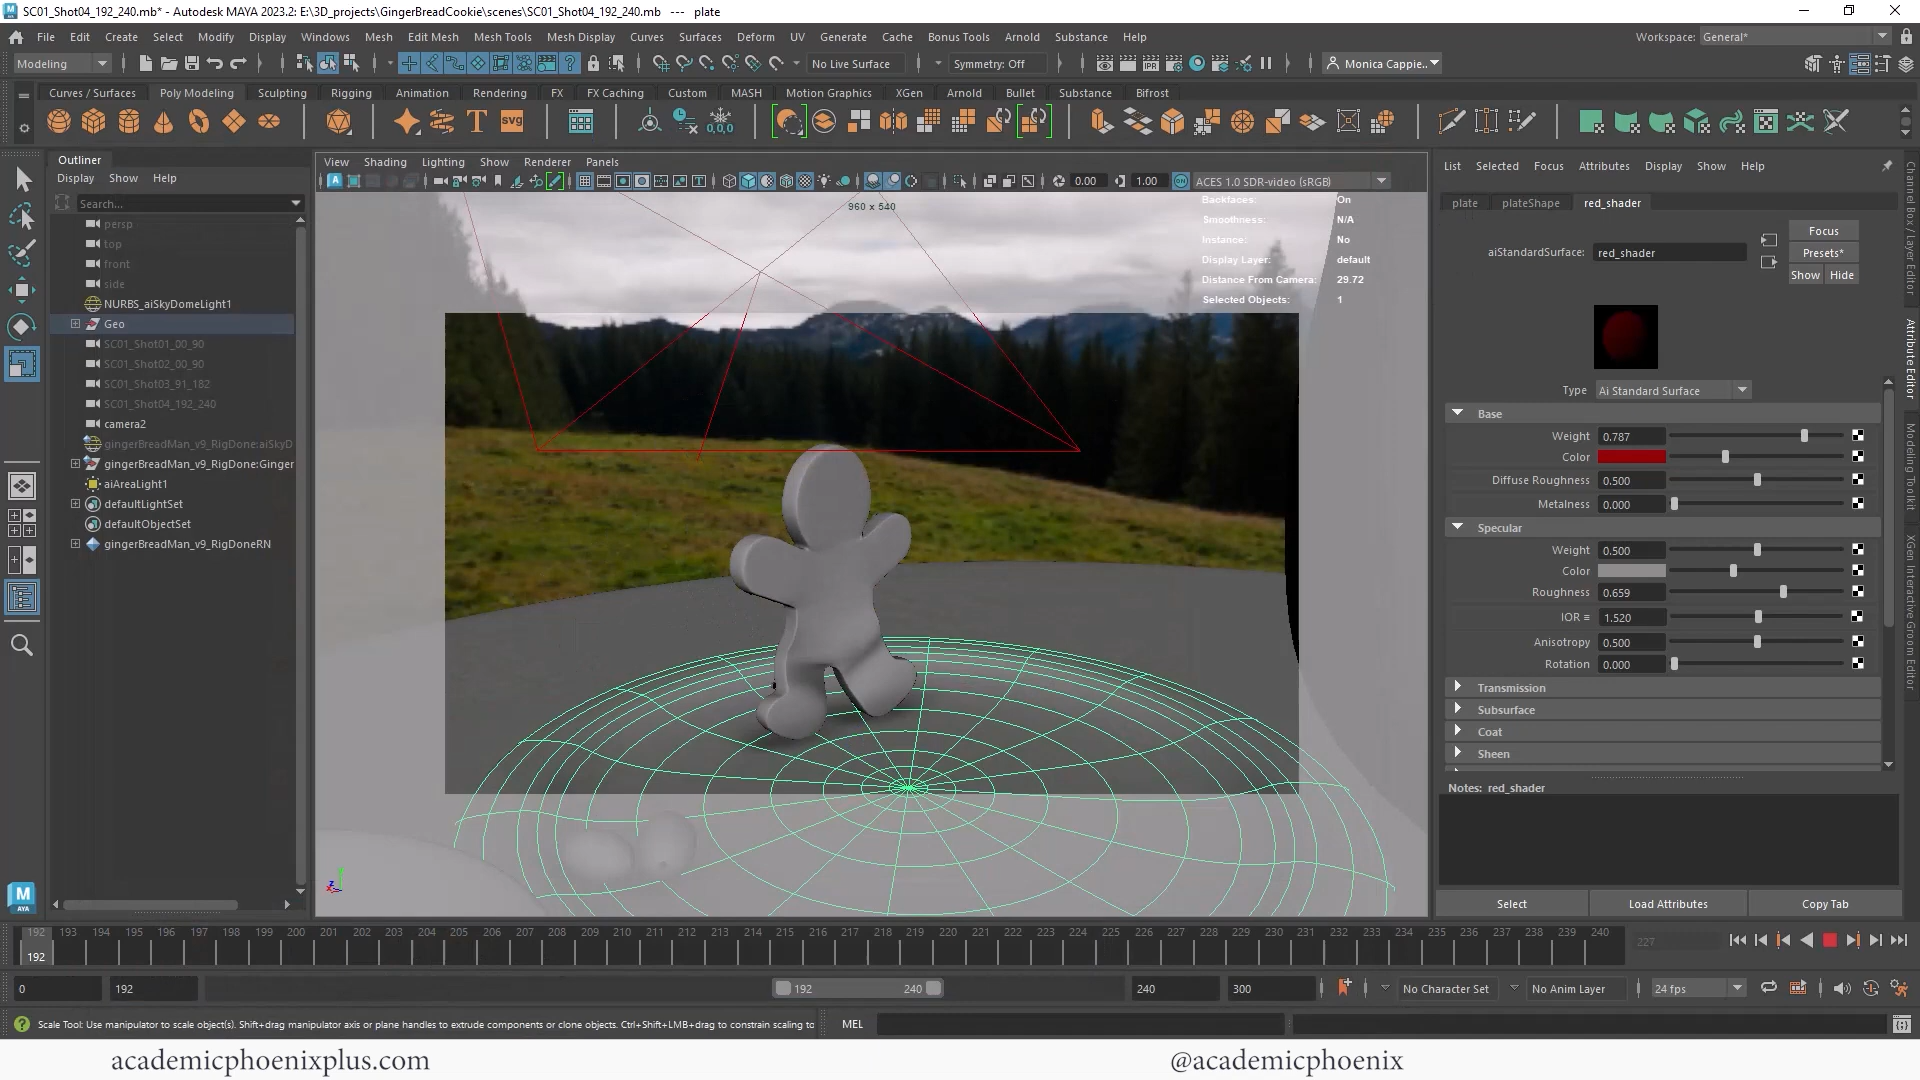 SC01_Shot04_192_240.mb* - Autodesk MAYA 2023.2: E:\3D_projects\GingerBreadCookie\scenes\SC01_Shot04_192_240.mb --- plate
File Edit Create Select Modify Display Windows Mesh Edit Mesh Mesh Tools Mesh Display Curves Surfaces Deform UV Generate Cache Bonus Tools Arnold Substance Help Workspace: General*
Modeling No Live Surface Symmetry: Off Monica Cappie..
Curves / Surfaces Poly Modeling Sculpting Rigging Animation Rendering FX FX Caching Custom MASH Motion Graphics XGen Arnold Bullet Substance Bifrost
Outliner
Display Show Help
Search...
persp
top
front
side
NURBS_aiSkyDomeLight1
Geo
SC01_Shot01_00_90
SC01_Shot02_00_90
SC01_Shot03_91_182
SC01_Shot04_192_240
camera2
gingerBreadMan_v9_RigDone:aiSkyD
gingerBreadMan_v9_RigDone:Ginger
aiAreaLight1
defaultLightSet
defaultObjectSet
gingerBreadMan_v9_RigDoneRN
View Shading Lighting Show Renderer Panels
0.00 1.00 ACES 1.0 SDR-video (sRGB)
960 x 540
Backfaces: On
Smoothness: N/A
Instance: No
Display Layer: default
Distance From Camera: 29.72
Selected Objects: 1
List Selected Focus Attributes Display Show Help
plate plateShape red_shader
Focus
aiStandardSurface: red_shader Presets*
Show Hide
Type Ai Standard Surface
Base
Weight 0.787
Color
Diffuse Roughness 0.500
Metalness 0.000
Specular
Weight 0.500
Color
Roughness 0.659
IOR 1.520
Anisotropy 0.500
Rotation 0.000
Transmission
Subsurface
Coat
Sheen
Notes: red_shader
Select Load Attributes Copy Tab
Channel Box / Layer Editor
Attribute Editor
Modeling Toolkit
XGen Interactive Groom Editor
192 193 194 195 196 197 198 199 200 201 202 203 204 205 206 207 208 209 210 211 212 213 214 215 216 217 218 219 220 221 222 223 224 225 226 227 228 229 230 231 232 233 234 235 236 237 238 239 240
192 227
0 192 192 240 240 300 No Character Set No Anim Layer 24 fps
Scale Tool: Use manipulator to scale object(s). Shift+drag manipulator axis or plane handles to extrude components or clone objects. Ctrl+Shift+LMB+drag to constrain scaling to MEL
academicphoenixplus.com @academicphoenix